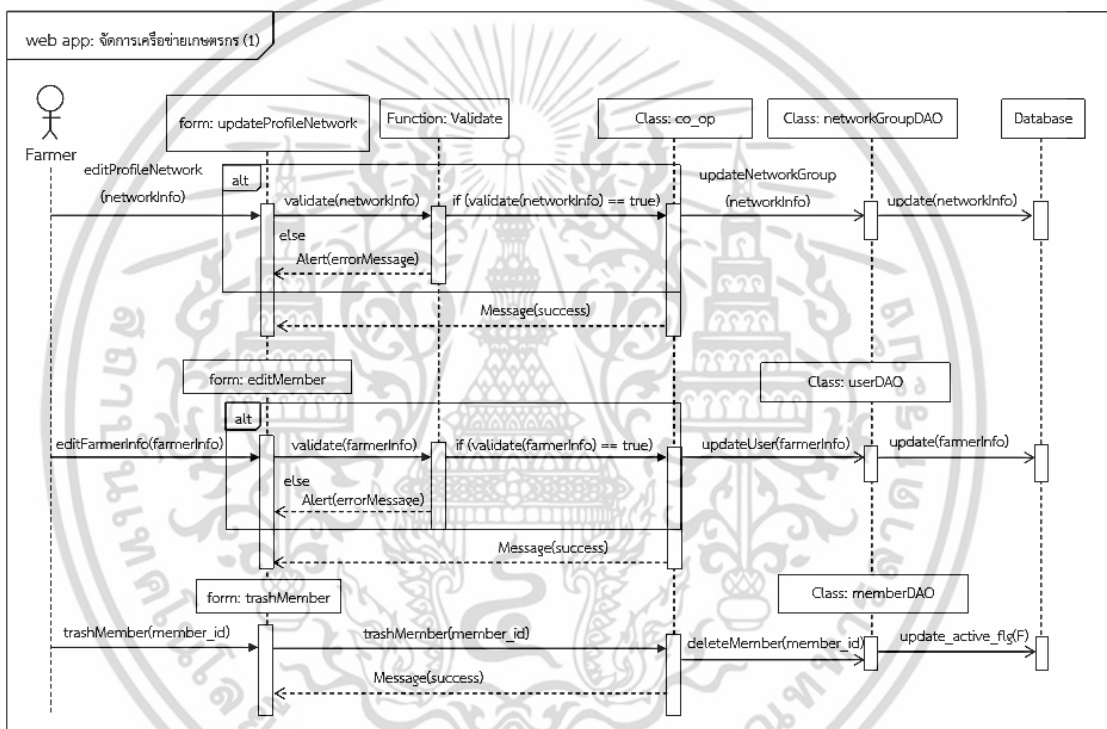 web app: จัดการเครือข่ายเกษตรกร (1)
Farmer
form: updateProfileNetwork
Function: Validate
Class: co_op
Class: networkGroupDAO
Database
alt
editProfileNetwork
(networkInfo)
validate(networkInfo)
if (validate(networkInfo) == true)
updateNetworkGroup
(networkInfo)
update(networkInfo)
else
Alert(errorMessage)
Message(success)
form: editMember
Class: userDAO
alt
editFarmerInfo(farmerInfo)
validate(farmerInfo)
if (validate(farmerInfo) == true)
updateUser(farmerInfo)
update(farmerInfo)
else
Alert(errorMessage)
Message(success)
form: trashMember
Class: memberDAO
trashMember(member_id)
trashMember(member_id)
deleteMember(member_id)
update_active_flg(F)
Message(success)